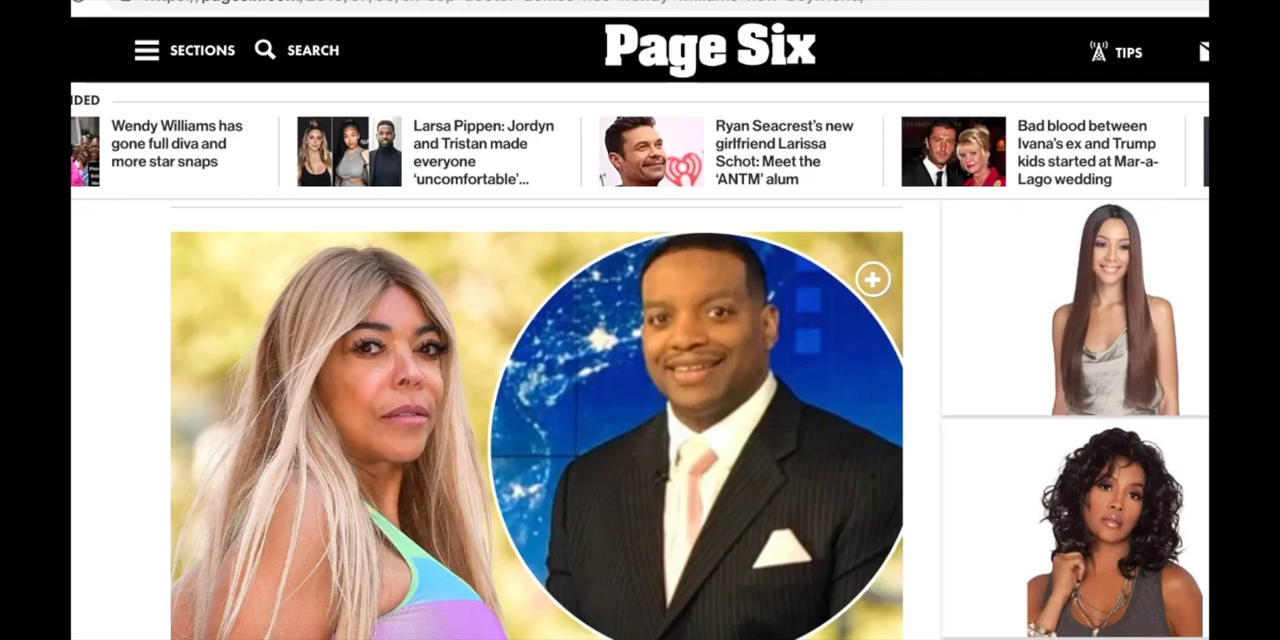 SECTIONS
SEARCH
Page Six
TIPS
Wendy Williams has
gone full diva and
more star snaps
Larsa Pippen: Jordyn
and Tristan made
everyone
‘uncomfortable’...
Ryan Seacrest’s new
girlfriend Larissa
Schot: Meet the
‘ANTM’ alum
Bad blood between
Ivana’s ex and Trump
kids started at Mar-a-
Lago wedding